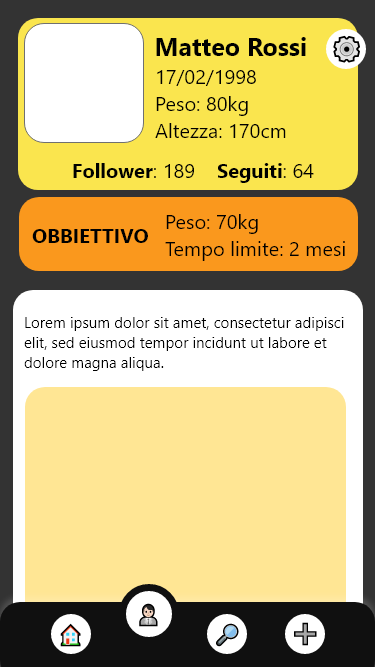 Matteo Rossi
17/02/1998
Peso: 80kg
Altezza: 170cm
Follower: 189 Seguiti: 64
OBBIETTIVO
Peso: 70kg
Tempo limite: 2 mesi
Lorem ipsum dolor sit amet, consectetur adipisci
elit, sed eiusmod tempor incidunt ut labore et
dolore magna aliqua.